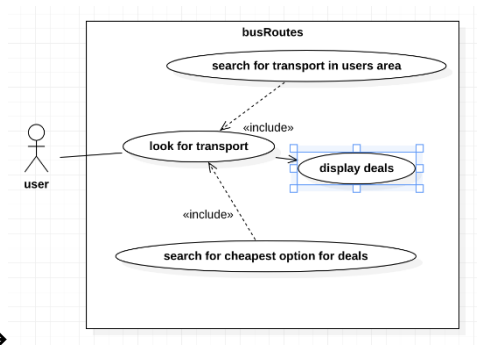 busRoutes
search for transport in users area
«include»
look for transport
display deals
user
«include»
search for cheapest option for deals